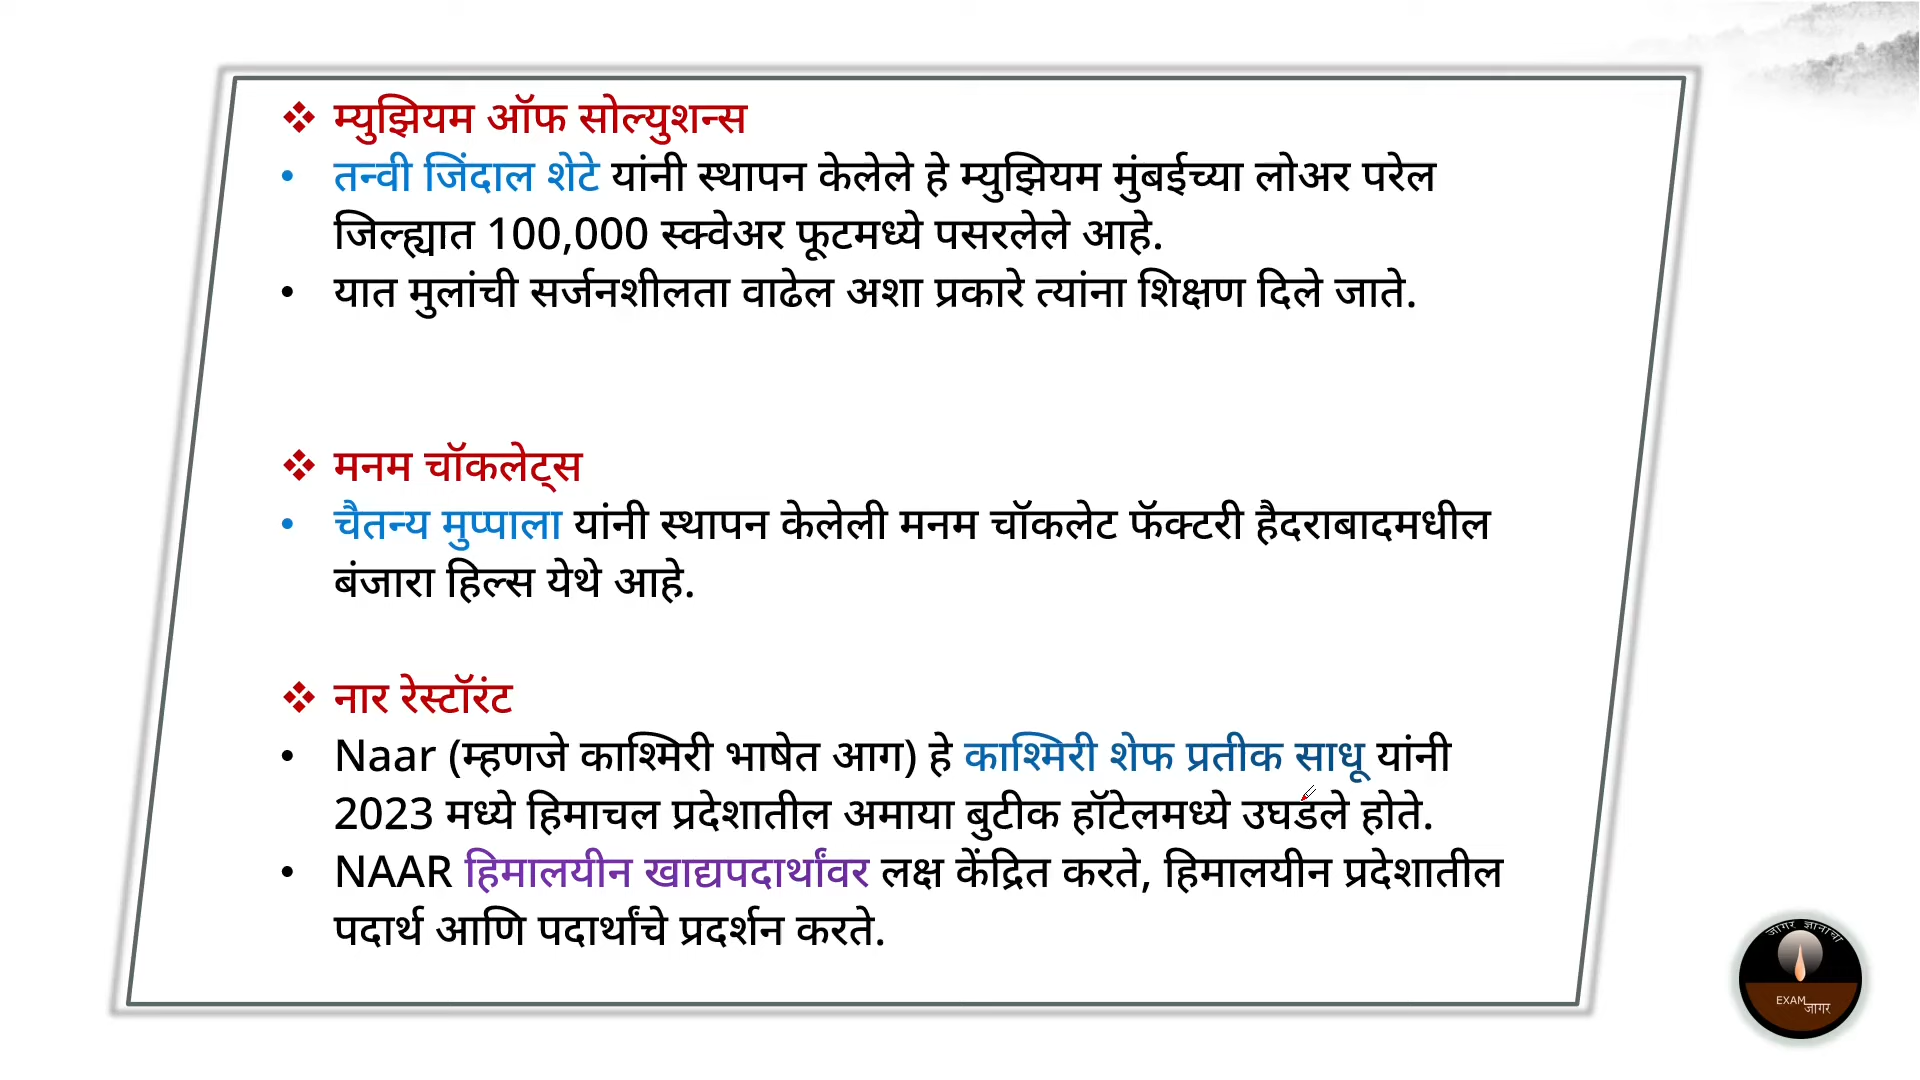 ❖ म्युझियम ऑफ सोल्युशन्स
• तन्वी जिंदाल शेटे यांनी स्थापन केलेले हे म्युझियम मुंबईच्या लोअर परेल
जिल्ह्यात 100,000 स्क्वेअर फूटमध्ये पसरलेले आहे.
• यात मुलांची सर्जनशीलता वाढेल अशा प्रकारे त्यांना शिक्षण दिले जाते.
❖ मनम चॉकलेट्स
• चैतन्य मुप्पाला यांनी स्थापन केलेली मनम चॉकलेट फॅक्टरी हैदराबादमधील
बंजारा हिल्स येथे आहे.
❖ नार रेस्टॉरंट
• Naar (म्हणजे काश्मिरी भाषेत आग) हे काश्मिरी शेफ प्रतीक साधू यांनी
2023 मध्ये हिमाचल प्रदेशातील अमाया बुटीक हॉटेलमध्ये उघडले होते.
• NAAR हिमालयीन खाद्यपदार्थांवर लक्ष केंद्रित करते, हिमालयीन प्रदेशातील
पदार्थ आणि पदार्थांचे प्रदर्शन करते.
जागर ज्ञानाचा
EXAM
जागर